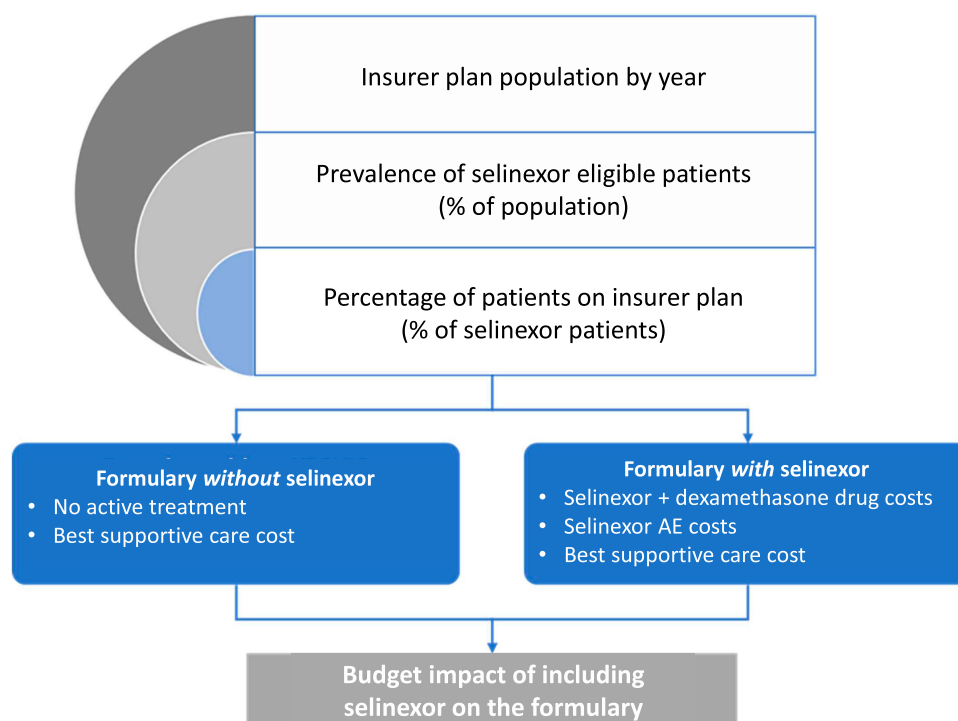 Insurer plan population by year
Prevalence of selinexor eligible patients
(% of population)
Percentage of patients on insurer plan
(% of selinexor patients)
Formulary without selinexor
• No active treatment
• Best supportive care cost
Formulary with selinexor
• Selinexor + dexamethasone drug costs
• Selinexor AE costs
• Best supportive care cost
Budget impact of including
selinexor on the formulary